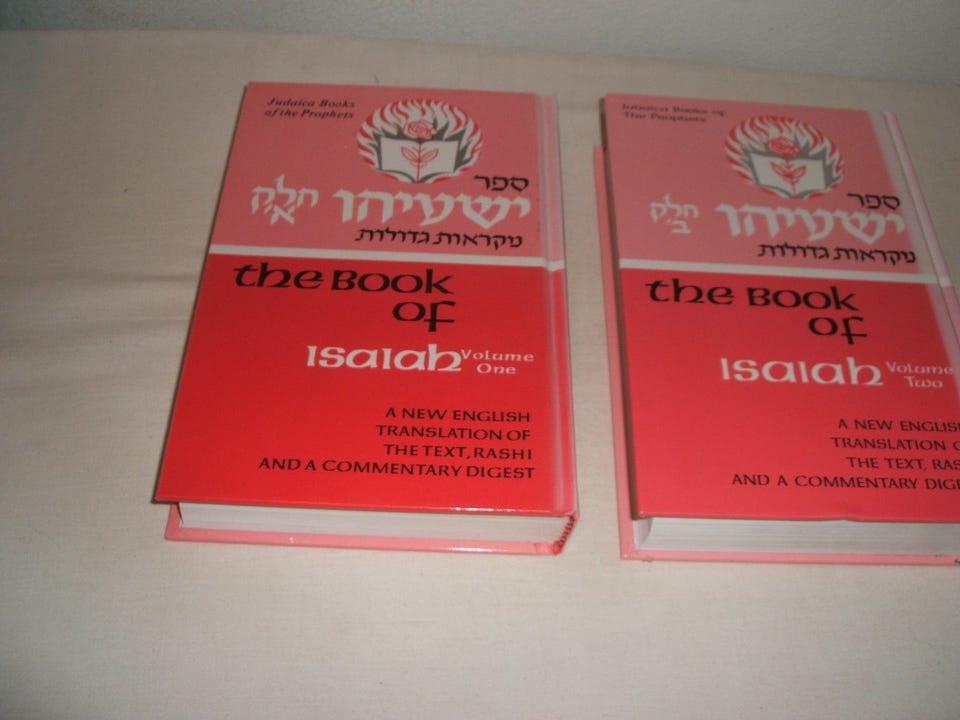 Judaica Books
of the Prophets
ספר
ישעיהו חלק א׳
מקראות גדולות
the Book
of
Isaiah Volume
One
A NEW ENGLISH
TRANSLATION OF
THE TEXT, RASHI
AND A COMMENTARY DIGEST
Judaica Books of
The Prophets
ספר
ישעיהו חלק ב׳
מקראות גדולות
the Book
of
Isaiah Volume
Two
A NEW ENGLIS
TRANSLATION
THE TEXT, RAS
AND A COMMENTARY DIGE